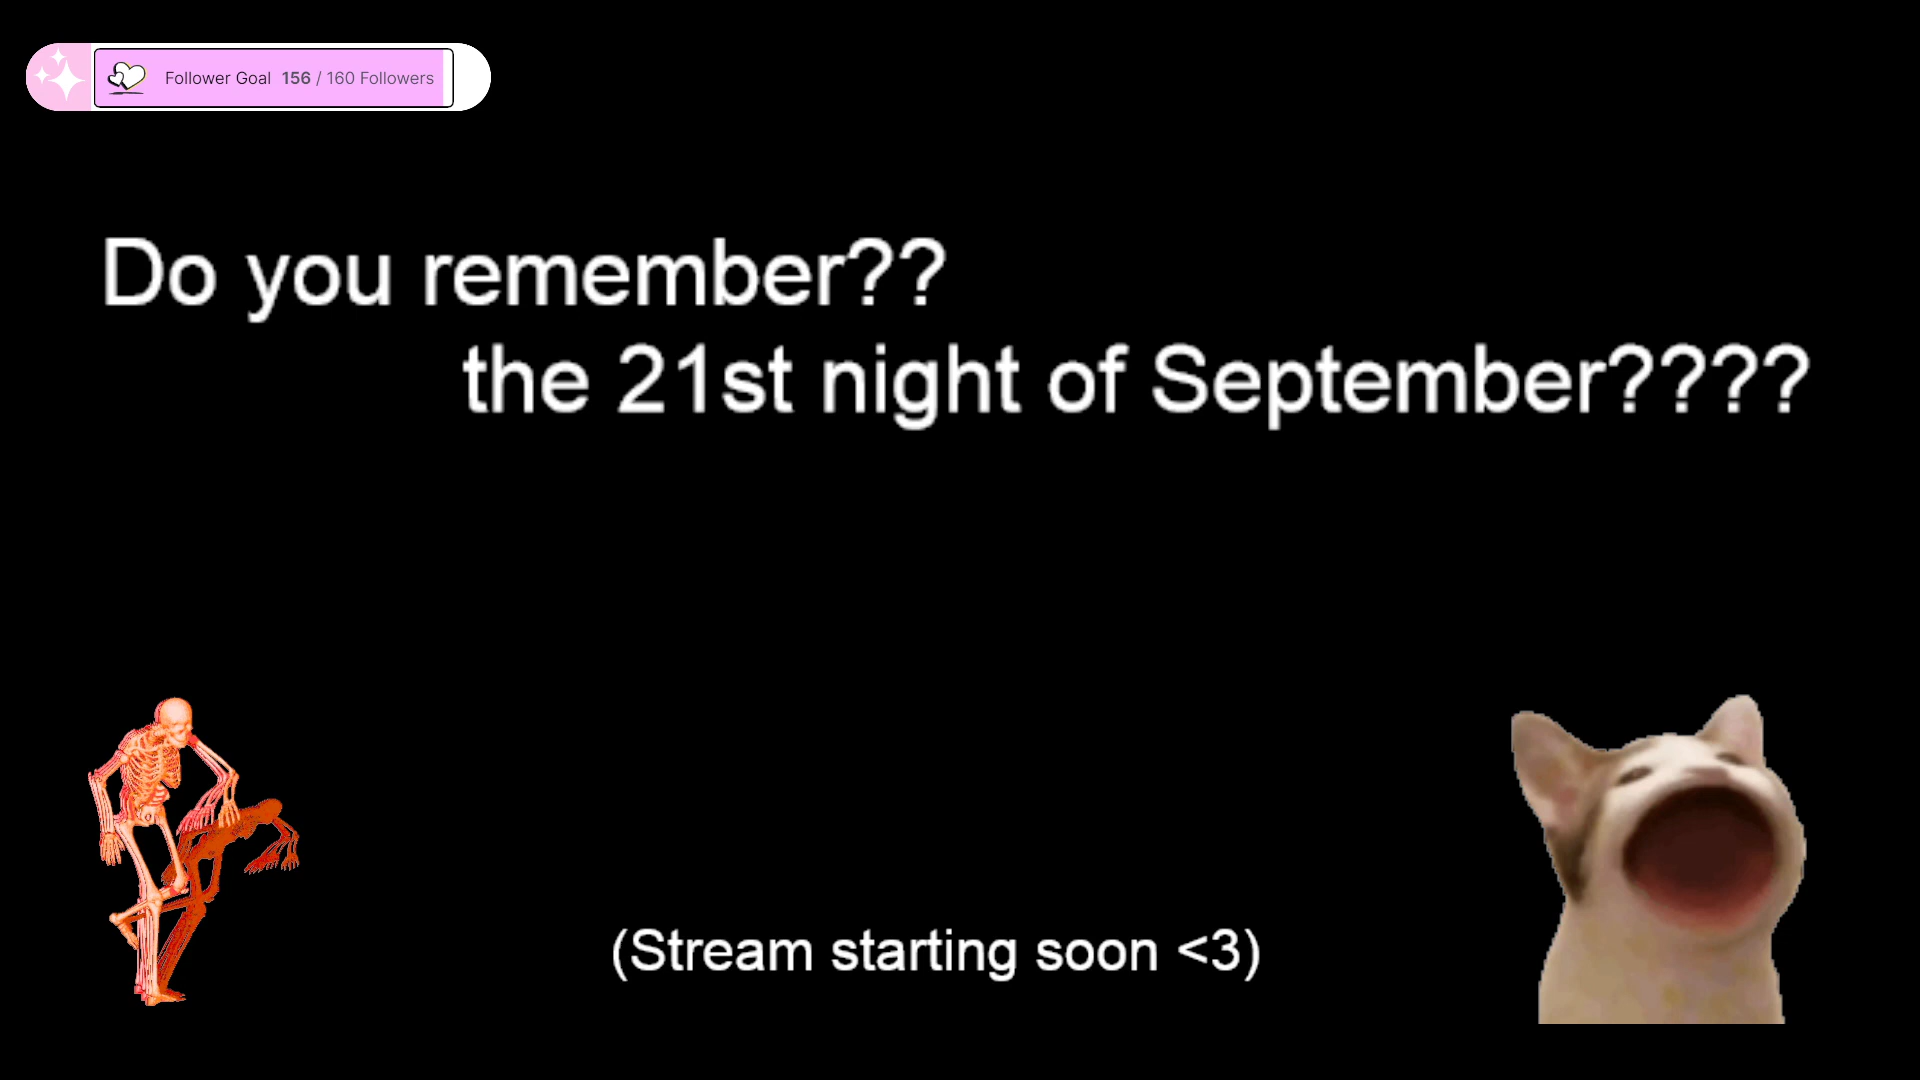 Follower Goal 156 / 160 Followers
Do you remember??
the 21st night of September????
(Stream starting soon <3)